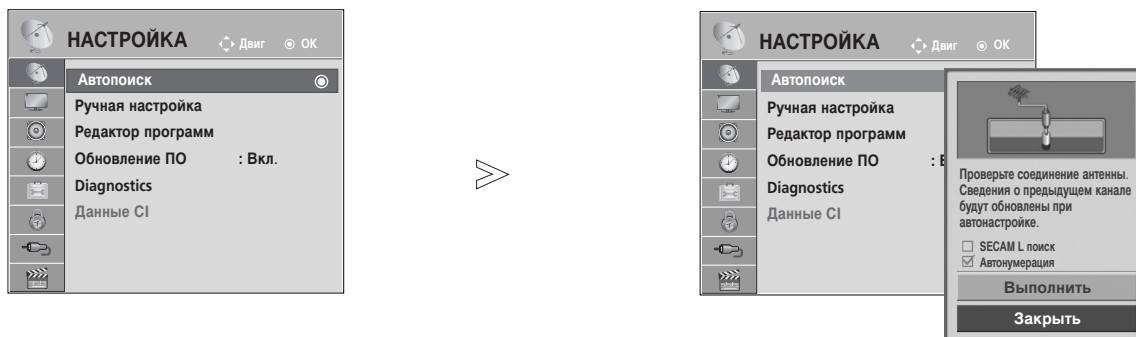 НАСТРОЙКА Двиг ОК
Автопоиск
Ручная настройка
Редактор программ
Обновление ПО : Вкл.
Diagnostics
Данные CI
НАСТРОЙКА Двиг ОК
Автопоиск
Ручная настройка
Редактор программ
Обновление ПО : В
Diagnostics
Данные CI
Проверьте соединение антенны.
Сведения о предыдущем канале
будут обновлены при
автонастройке.
SECAM L поиск
Автонумерация
Выполнить
Закрыть